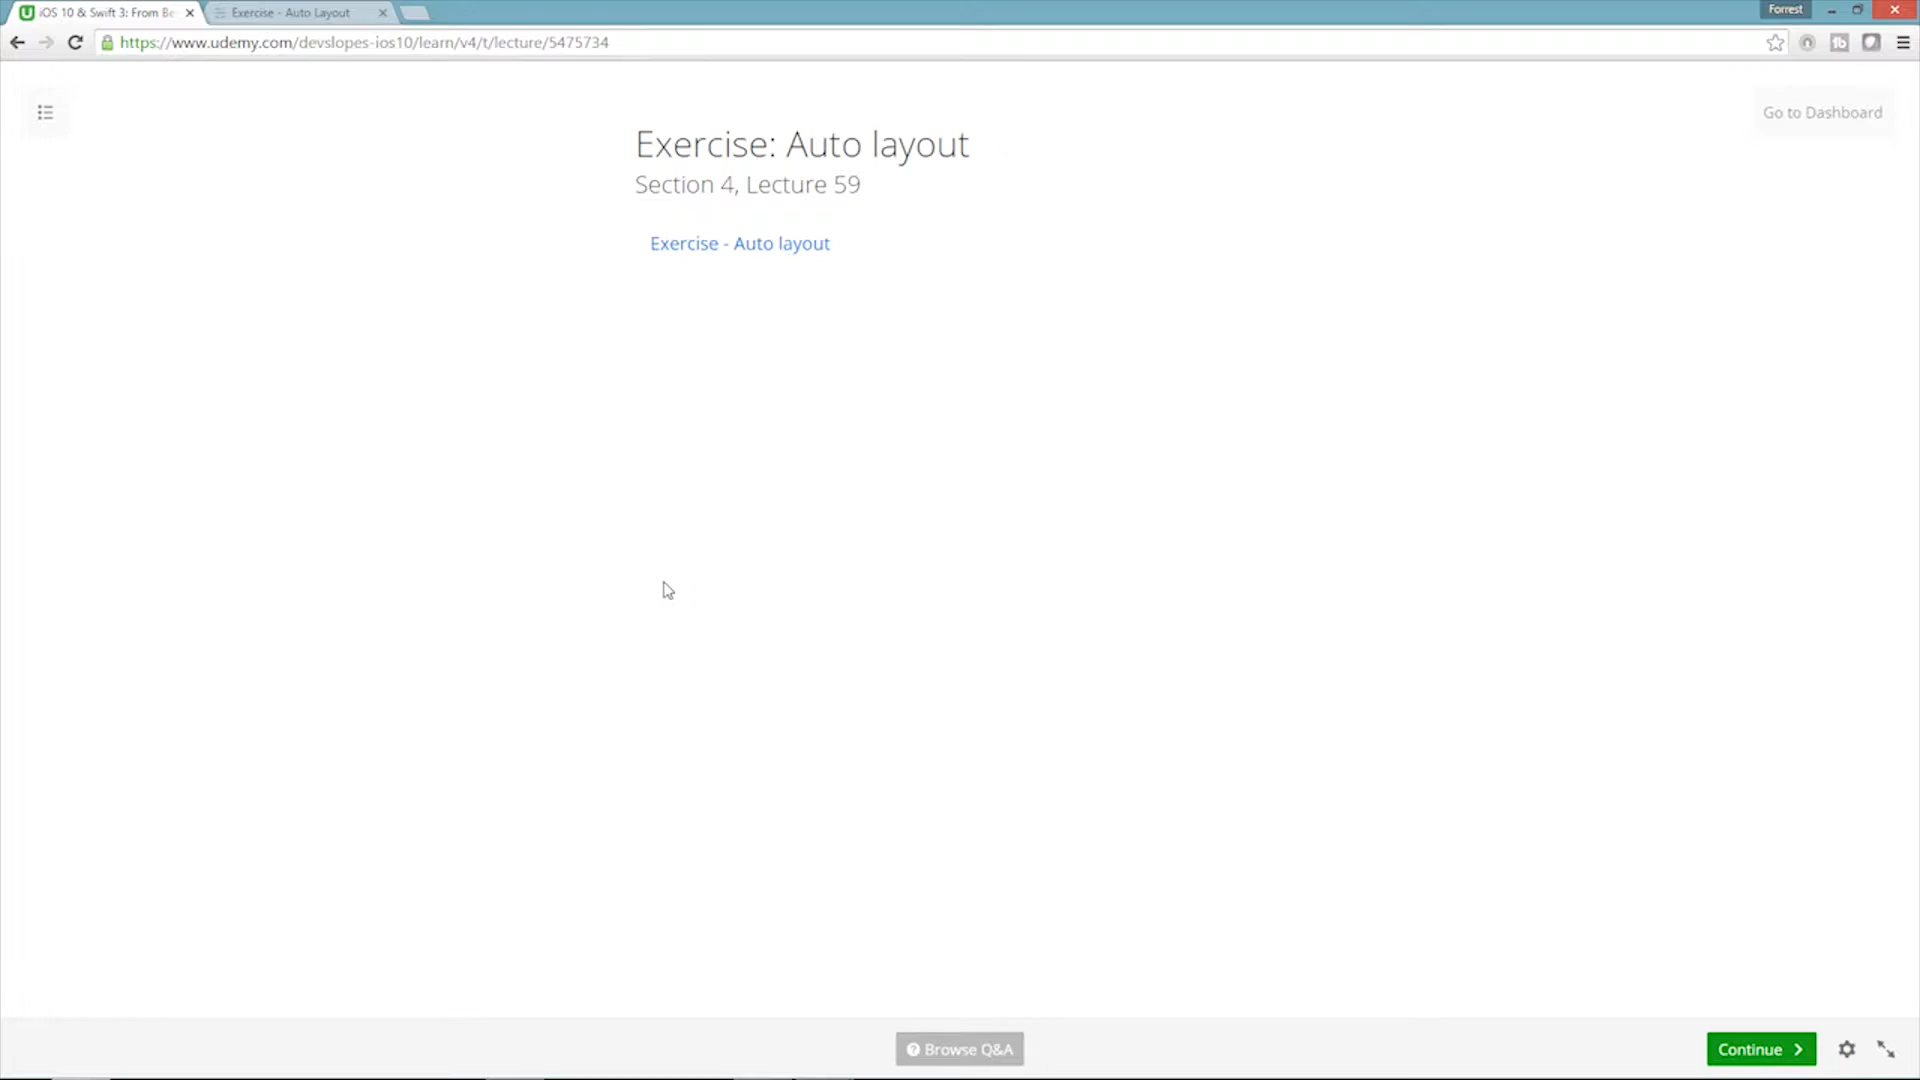 iOS 10 & Swift 3: From Be
Exercise - Auto Layout
Forrest
https://www.udemy.com/devslopes-ios10/learn/v4/t/lecture/5475734
Go to Dashboard
Exercise: Auto layout
Section 4, Lecture 59
Exercise - Auto layout
Browse Q&A
Continue